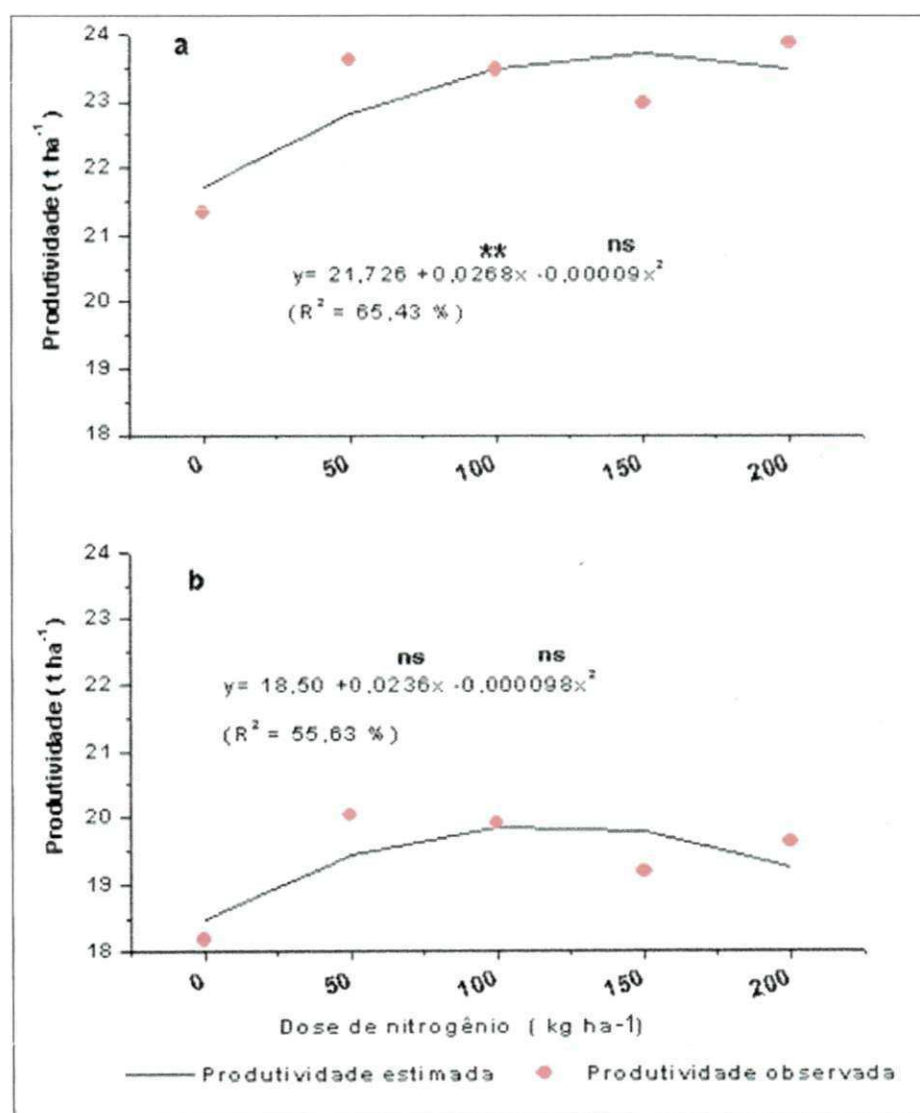 a
24
23
22
21
20
19
18
Produtividade ( t ha⁻¹)
** ns
y= 21,726 +0,0268x -0,00009x²
(R² = 65,43 %)
0 50 100 150 200
b
24
23
22
21
20
19
18
Produtividade ( t ha⁻¹)
ns ns
y= 18,50 +0,0236x -0,000098x²
(R² = 55,63 %)
0 50 100 150 200
Dose de nitrogênio ( kg ha-1)
Produtividade estimada Produtividade observada